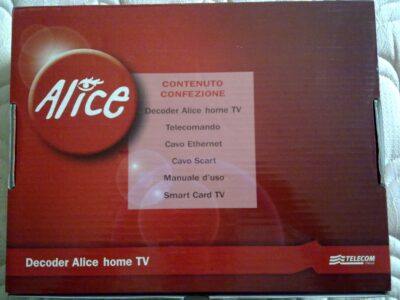 Alice
CONTENUTO
CONFEZIONE
Decoder Alice home TV
Telecomando
Cavo Ethernet
Cavo Scart
Manuale d'uso
Smart Card TV
Decoder Alice home TV
TELECOM
ITALIA